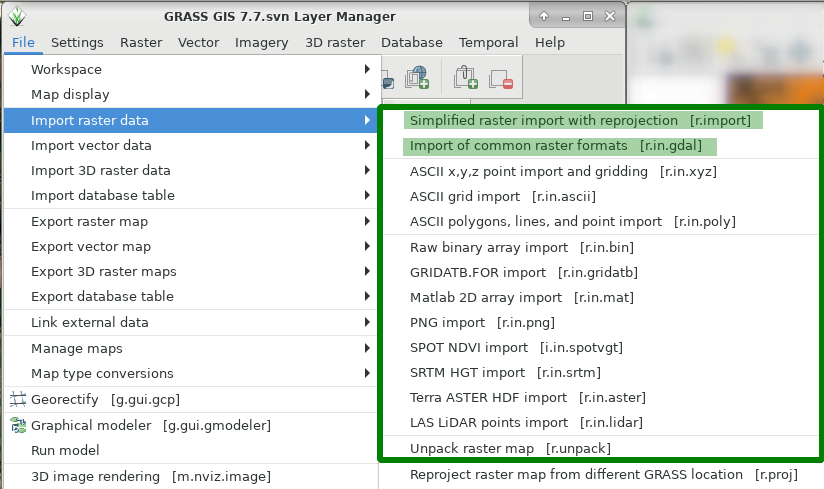 GRASS GIS 7.7.svn Layer Manager
File Settings Raster Vector Imagery 3D raster Database Temporal Help
Workspace
Map display
Import raster data
Import vector data
Import 3D raster data
Import database table
Export raster map
Export vector map
Export 3D raster maps
Export database table
Link external data
Manage maps
Map type conversions
Georectify [g.gui.gcp]
Graphical modeler [g.gui.gmodeler]
Run model
3D image rendering [m.nviz.image]
Simplified raster import with reprojection [r.import]
Import of common raster formats [r.in.gdal]
ASCII x,y,z point import and gridding [r.in.xyz]
ASCII grid import [r.in.ascii]
ASCII polygons, lines, and point import [r.in.poly]
Raw binary array import [r.in.bin]
GRIDATB.FOR import [r.in.gridatb]
Matlab 2D array import [r.in.mat]
PNG import [r.in.png]
SPOT NDVI import [i.in.spotvgt]
SRTM HGT import [r.in.srtm]
Terra ASTER HDF import [r.in.aster]
LAS LiDAR points import [r.in.lidar]
Unpack raster map [r.unpack]
Reproject raster map from different GRASS location [r.proj]